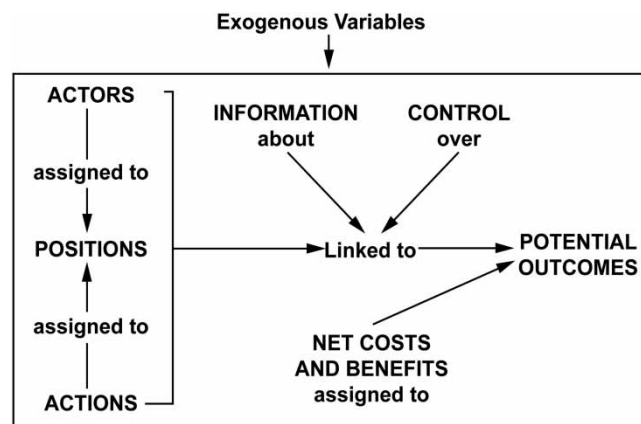 Exogenous Variables
ACTORS
assigned to
POSITIONS
assigned to
ACTIONS
INFORMATION
about
CONTROL
over
Linked to
POTENTIAL
OUTCOMES
NET COSTS
AND BENEFITS
assigned to